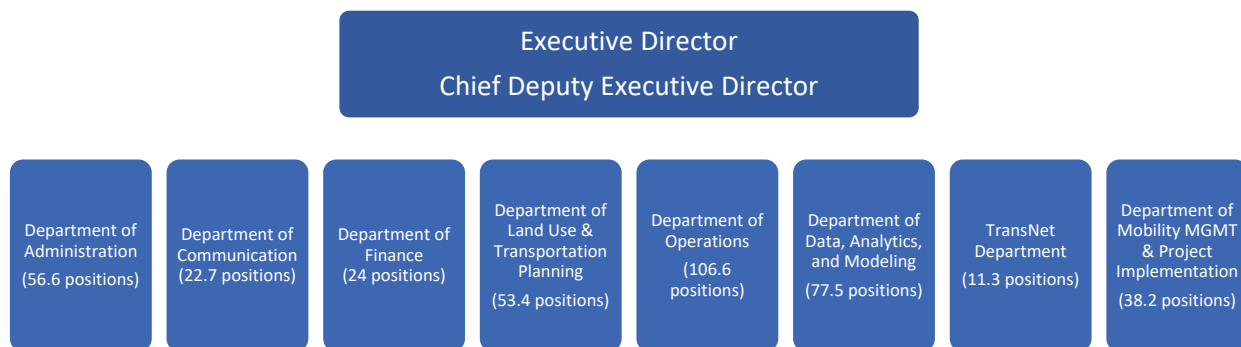 Executive Director
Chief Deputy Executive Director
Department of
Administration
(56.6 positions)
Department of
Communication
(22.7 positions)
Department of
Finance
(24 positions)
Department of
Land Use &
Transportation
Planning
(53.4 positions)
Department of
Operations
(106.6
positions)
Department of
Data, Analytics,
and Modeling
(77.5 positions)
TransNet
Department
(11.3 positions)
Department of
Mobility MGMT
& Project
Implementation
(38.2 positions)